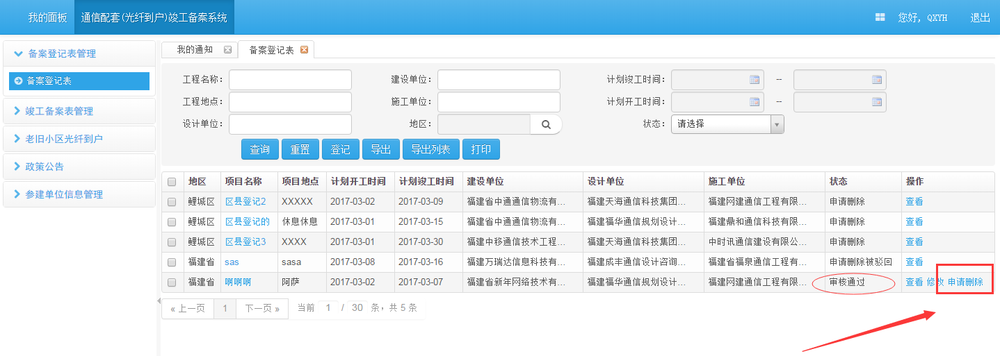 我的面板 通信配套(光纤到户)竣工备案系统 您好, QXYH 退出
备案登记表管理
备案登记表
竣工备案表管理
老旧小区光纤到户
政策公告
参建单位信息管理
我的通知 备案登记表
工程名称: 建设单位: 计划竣工时间: --
工程地点: 施工单位: 计划开工时间: --
设计单位: 地区: 状态: 请选择
查询 重置 登记 导出 导出列表 打印
地区 项目名称 项目地点 计划开工时间 计划竣工时间 建设单位 设计单位 施工单位 状态 操作
鲤城区 区县登记2 XXXXX 2017-03-02 2017-03-09 福建省中通通信物流有... 福建天海通信科技集团... 福建网建通信工程有限... 申请删除 查看
鲤城区 区县登记的 休息休息 2017-03-01 2017-03-15 福建省中通通信物流有... 福建福华通信规划设计... 福建鼎和通信科技有限... 申请删除 查看
鲤城区 区县登记3 XXXX 2017-03-01 2017-03-30 福建中移通信技术工程... 福建天海通信科技集团... 中时讯通信建设有限公... 申请删除 查看
福建省 sas sasa 2017-03-08 2017-03-16 福建万瑞达信息科技有... 福建成丰通信设计咨询... 福建省福泉通信工程有... 申请删除被驳回 查看
福建省 啊啊啊 阿萨 2017-03-02 2017-03-07 福建省新年网络技术有... 福建福华通信规划设计... 福建网建通信工程有限... 审核通过 查看 修改 申请删除
« 上一页 1 下一页 » 当前 1 / 30 条，共 5 条